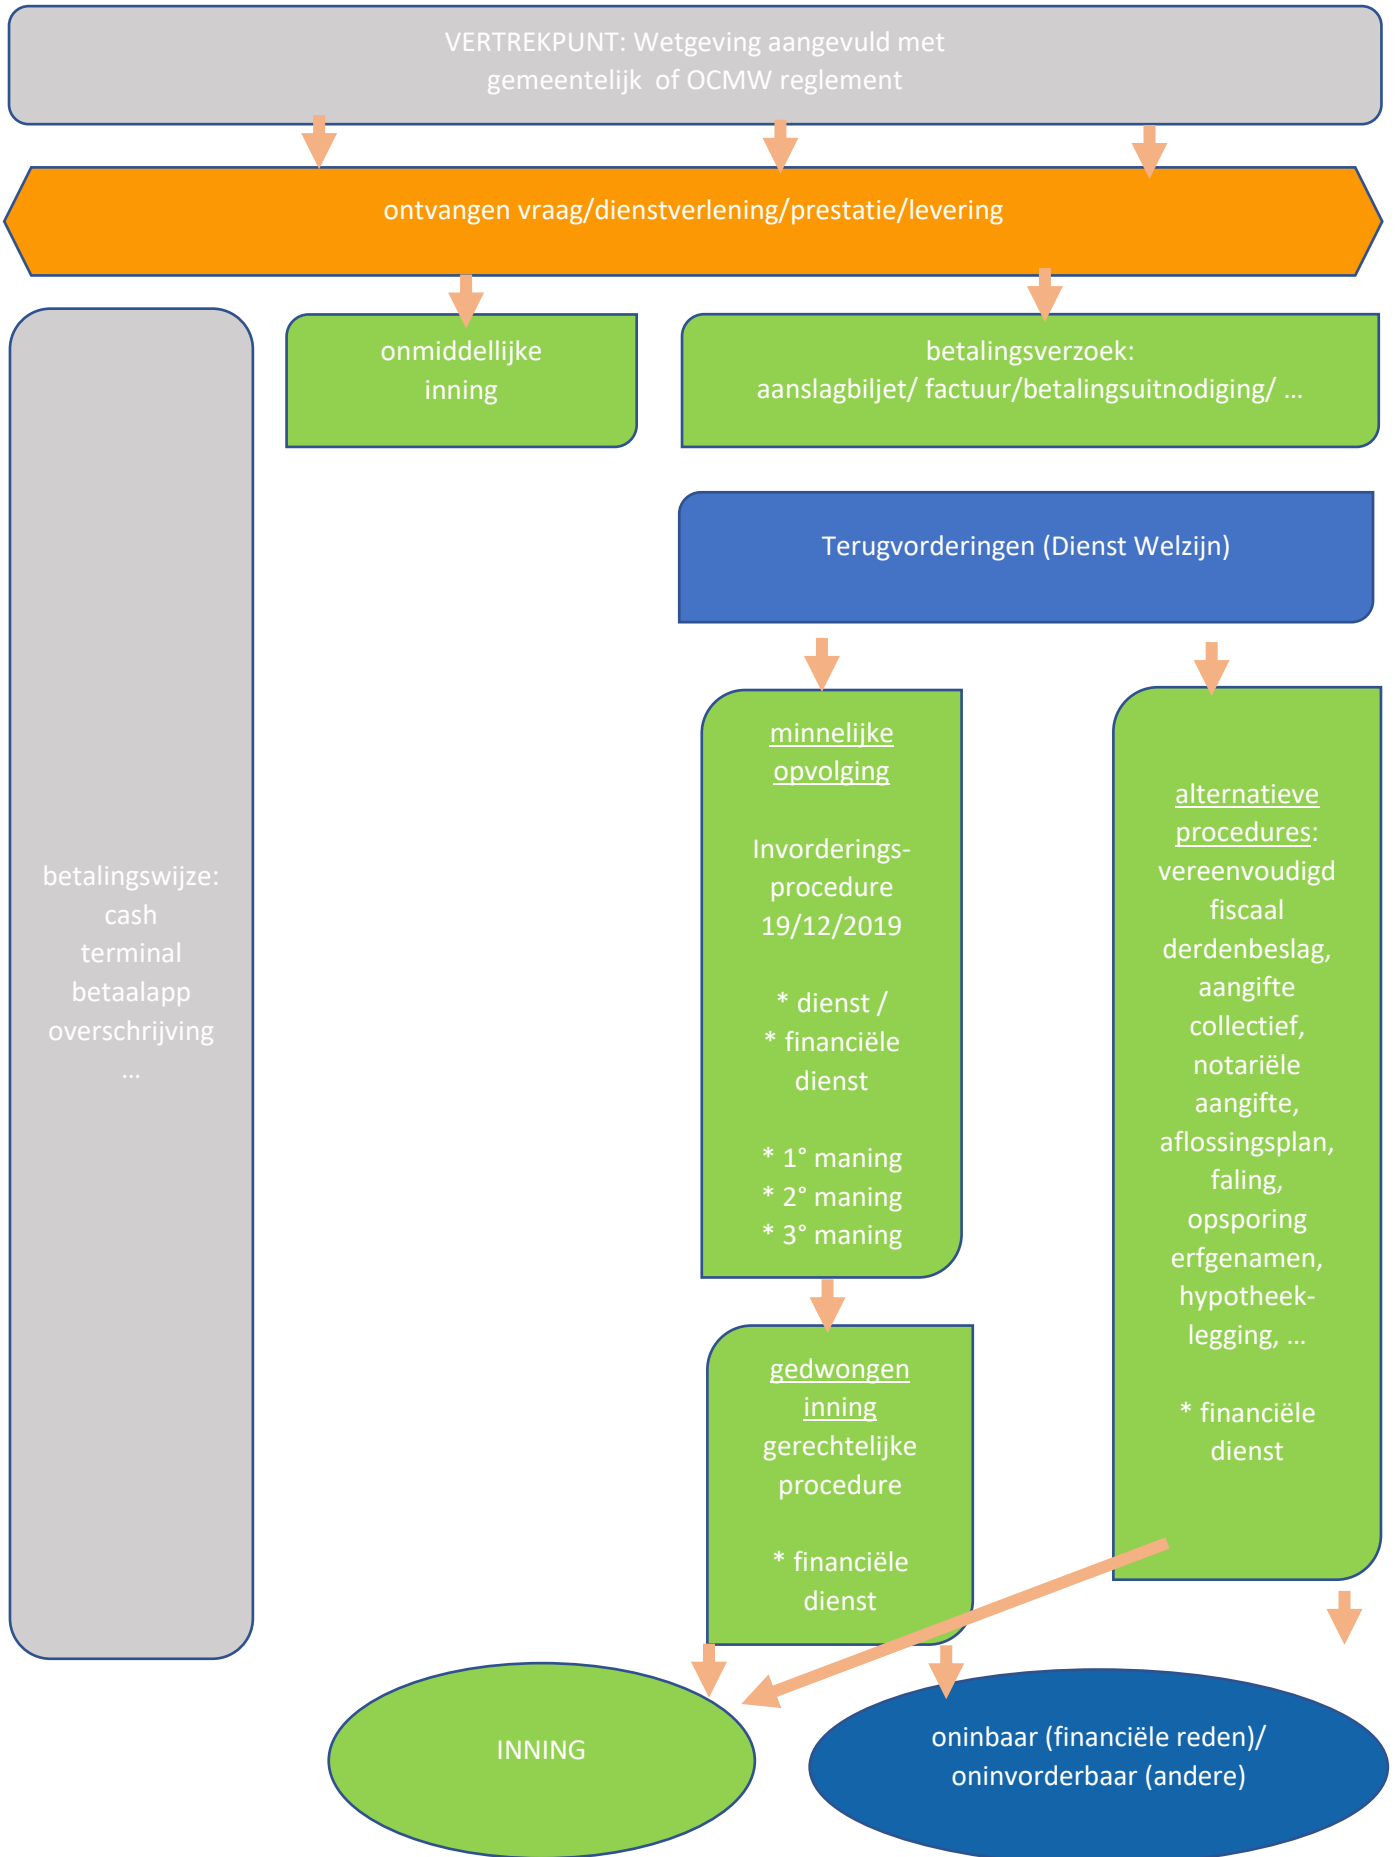 VERTREKPUNT: Wetgeving aangevuld met
gemeentelijk of OCMW reglement
ontvangen vraag/dienstverlening/prestatie/levering
onmiddellijke
inning
betalingsverzoek:
aanslagbiljet/ factuur/betalingsuitnodiging/ …
Terugvorderingen (Dienst Welzijn)
betalingswijze:
cash
terminal
betaalapp
overschrijving
…
minnelijke
opvolging
Invorderings-
procedure
19/12/2019
* dienst /
* financiële
dienst
* 1° maning
* 2° maning
* 3° maning
alternatieve
procedures:
vereenvoudigd
fiscaal
derdenbeslag,
aangifte
collectief,
notariële
aangifte,
aflossingsplan,
faling,
opsporing
erfgenamen,
hypotheek-
legging, …
* financiële
dienst
gedwongen
inning
gerechtelijke
procedure
* financiële
dienst
INNING
oninbaar (financiële reden)/
oninvorderbaar (andere)